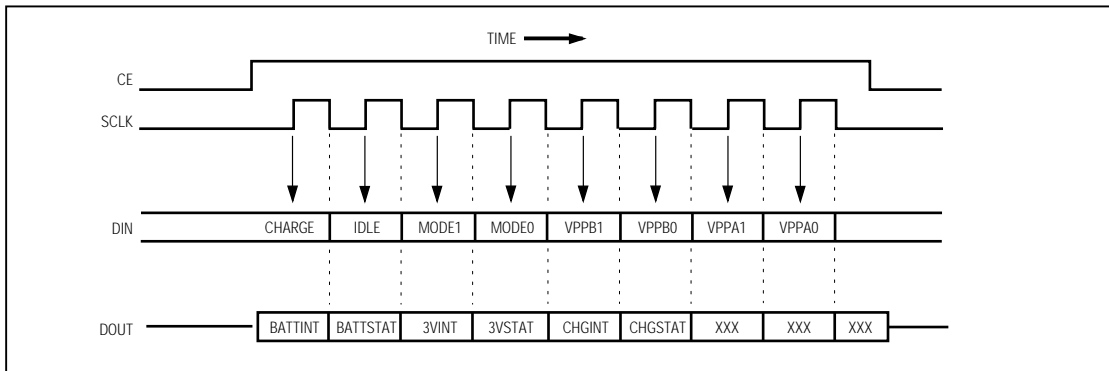 TIME
CE
SCLK
DIN CHARGE IDLE MODE1 MODE0 VPPB1 VPPB0 VPPA1 VPPA0
DOUT BATTINT BATTSTAT 3VINT 3VSTAT CHGINT CHGSTAT XXX XXX XXX